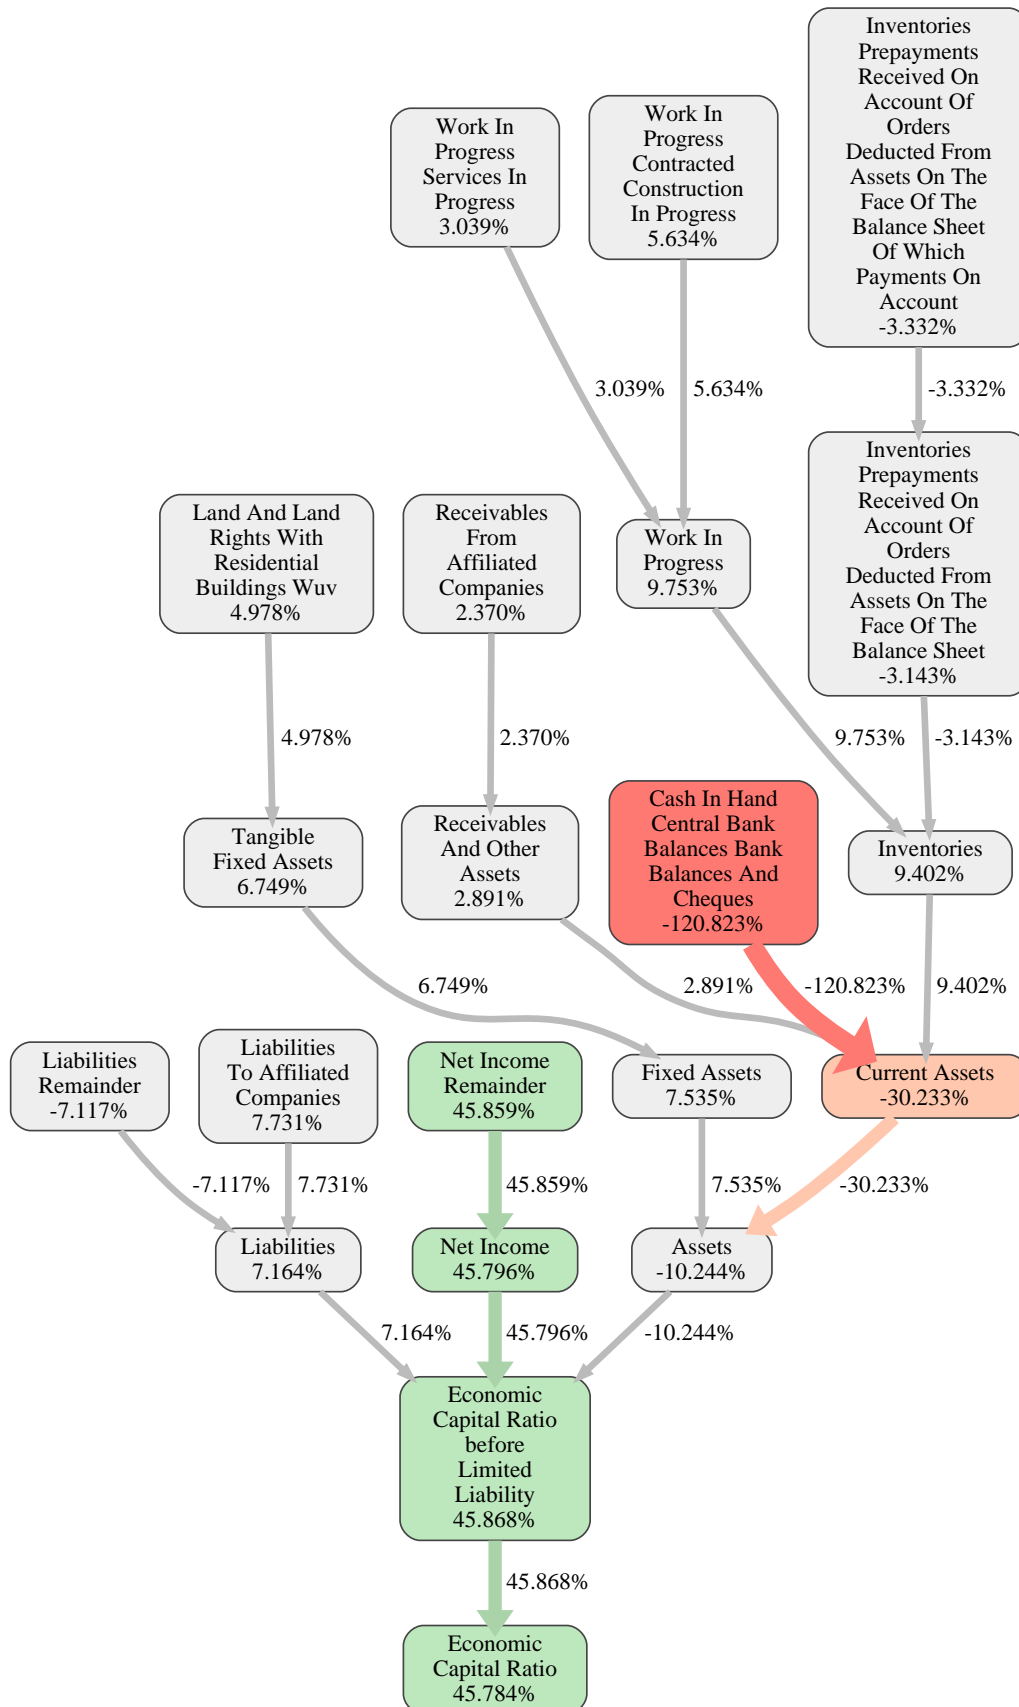 Inventories
Prepayments
Received On
Account Of
Orders
Deducted From
Assets On The
Face Of The
Balance Sheet
Of Which
Payments On
Account
-3.332%
Work In
Progress
Contracted
Construction
In Progress
5.634%
Work In
Progress
Services In
Progress
3.039%
3.039%
5.634%
-3.332%
Inventories
Prepayments
Received On
Account Of
Orders
Deducted From
Assets On The
Face Of The
Balance Sheet
-3.143%
Land And Land
Rights With
Residential
Buildings Wuv
4.978%
Receivables
From
Affiliated
Companies
2.370%
Work In
Progress
9.753%
4.978%
2.370%
9.753%
-3.143%
Cash In Hand
Central Bank
Balances Bank
Balances And
Cheques
-120.823%
Tangible
Fixed Assets
6.749%
Receivables
And Other
Assets
2.891%
Inventories
9.402%
6.749%
2.891%
-120.823%
9.402%
Liabilities
Remainder
-7.117%
Liabilities
To Affiliated
Companies
7.731%
Net Income
Remainder
45.859%
Fixed Assets
7.535%
Current Assets
-30.233%
-7.117%
7.731%
45.859%
7.535%
-30.233%
Liabilities
7.164%
Net Income
45.796%
Assets
-10.244%
7.164%
45.796%
-10.244%
Economic
Capital Ratio
before
Limited
Liability
45.868%
45.868%
Economic
Capital Ratio
45.784%